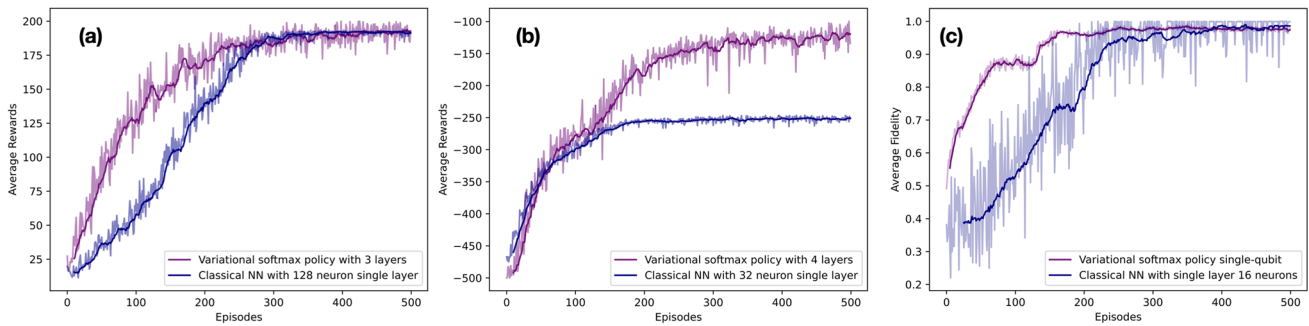 (a)
Average Rewards
200
175
150
125
100
75
50
25
0
100
200
300
400
500
Episodes
Variational softmax policy with 3 layers
Classical NN with 128 neuron single layer
(b)
Average Rewards
−100
−150
−200
−250
−300
−350
−400
−450
−500
0
100
200
300
400
500
Episodes
Variational softmax policy with 4 layers
Classical NN with 32 neuron single layer
(c)
Average Fidelity
1.0
0.9
0.8
0.7
0.6
0.5
0.4
0.3
0.2
0
100
200
300
400
500
Episodes
Variational softmax policy single-qubit
Classical NN with single layer 16 neurons